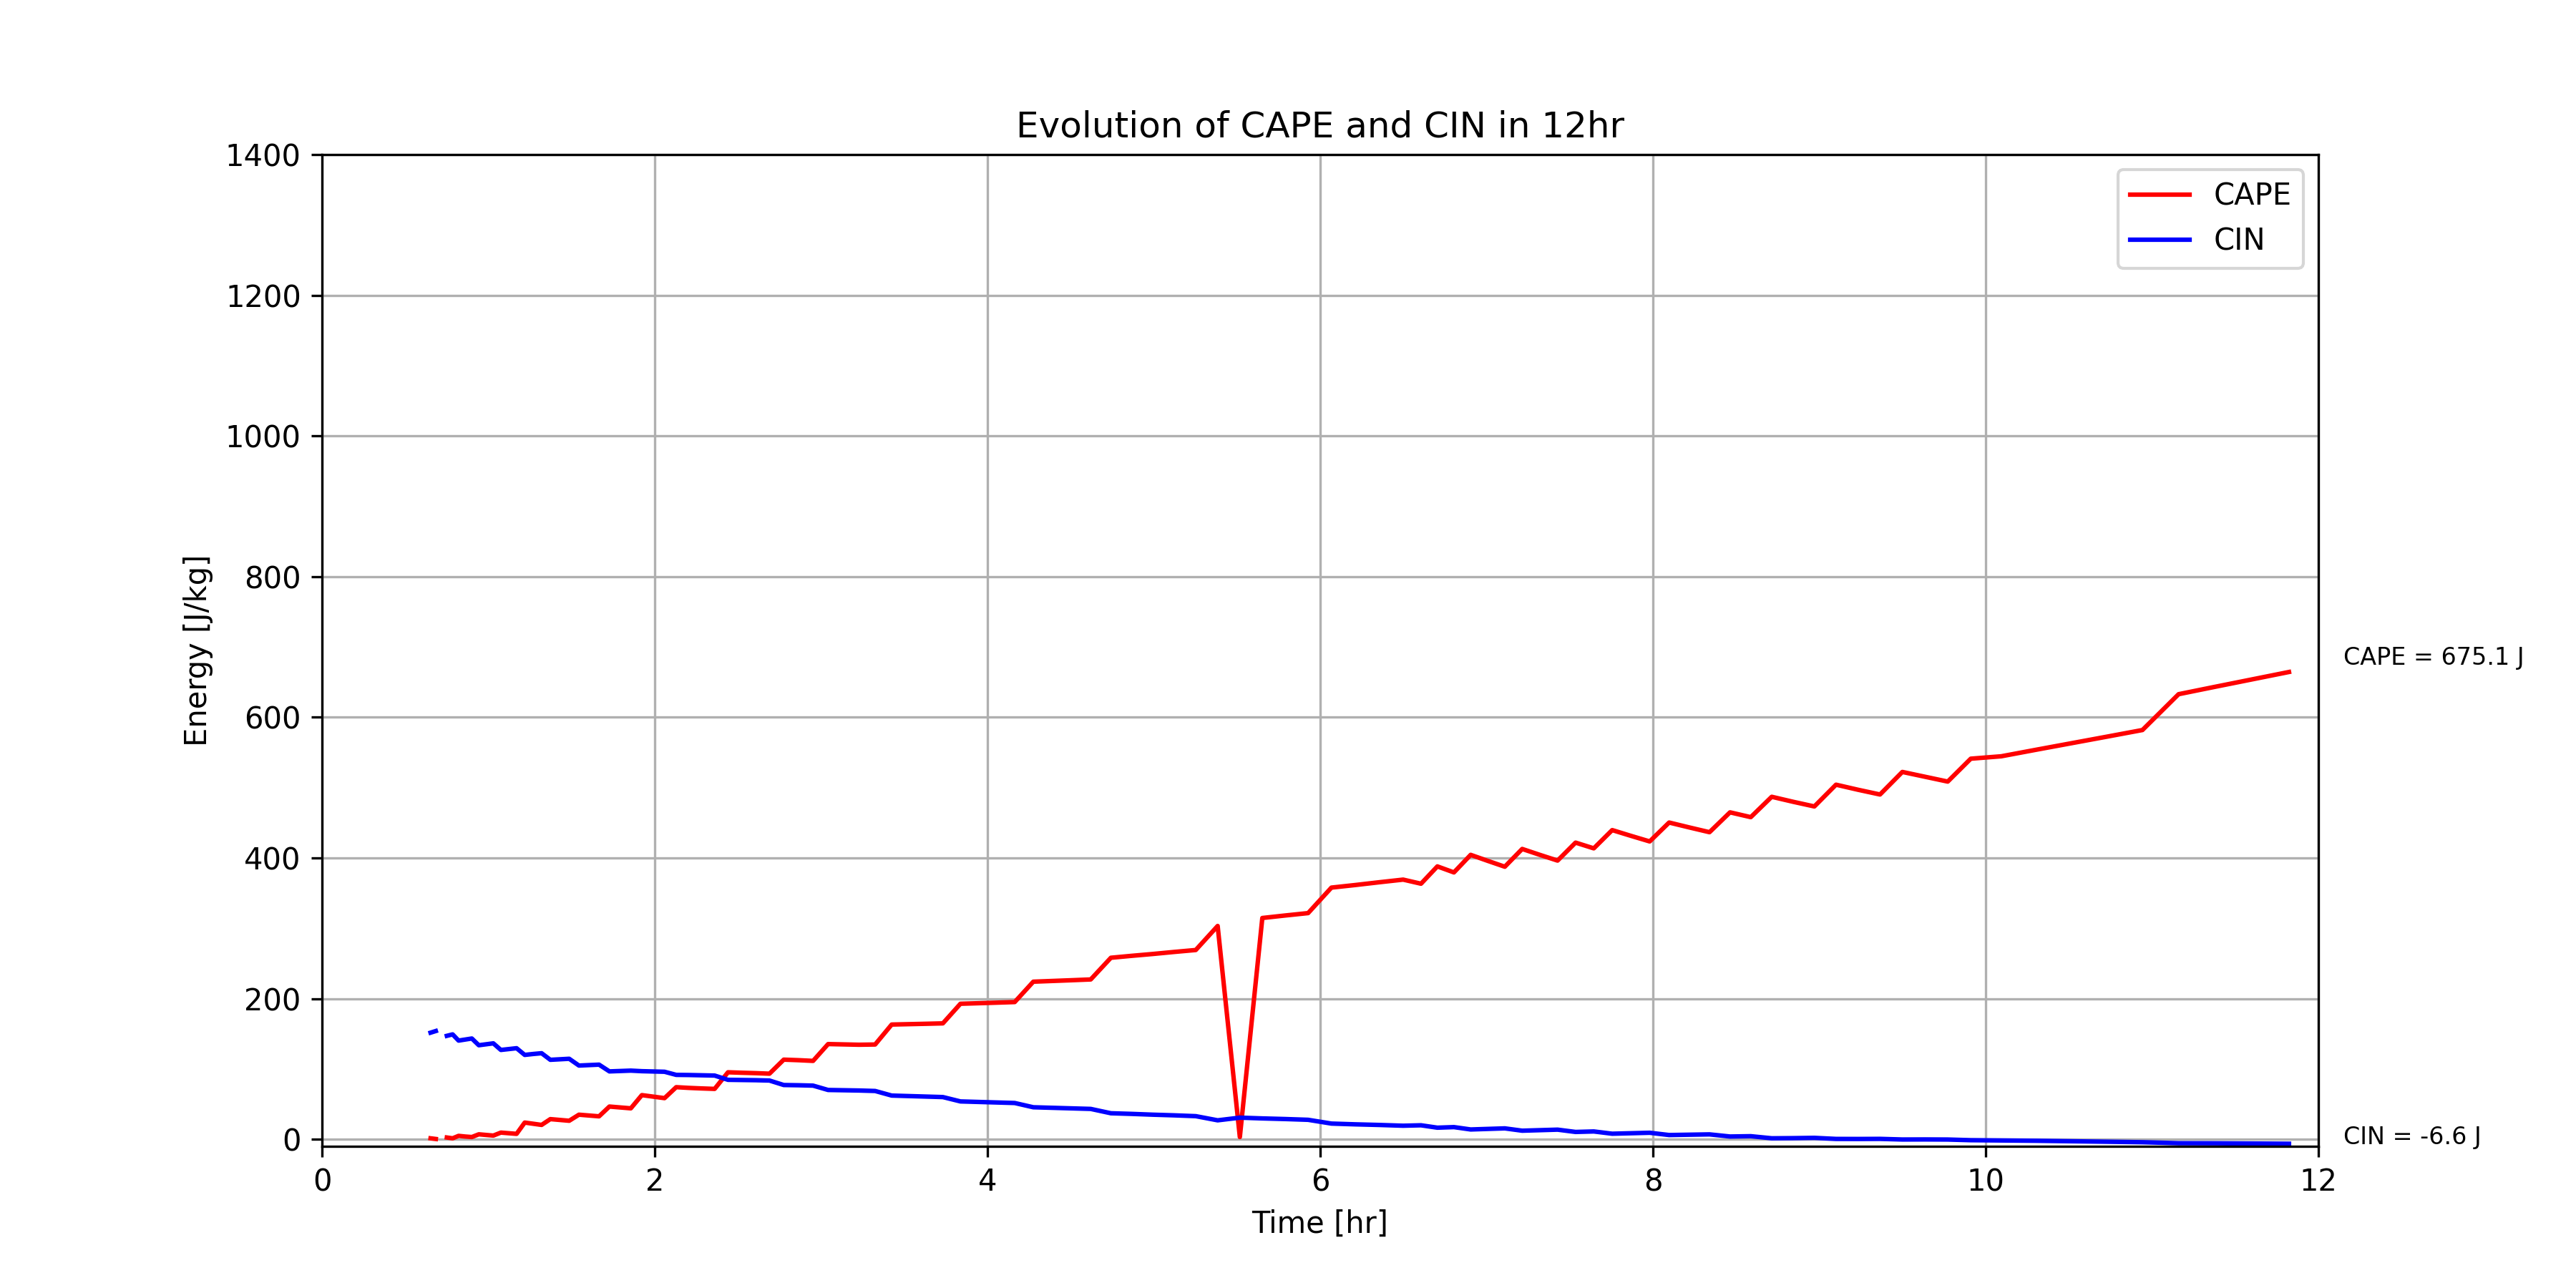 Evolution of CAPE and CIN in 12hr
1400
1200
1000
800
600
400
200
0
Energy [J/kg]
CAPE
CIN
CAPE = 675.1 J
CIN = -6.6 J
0 2 4 6 8 10 12
Time [hr]